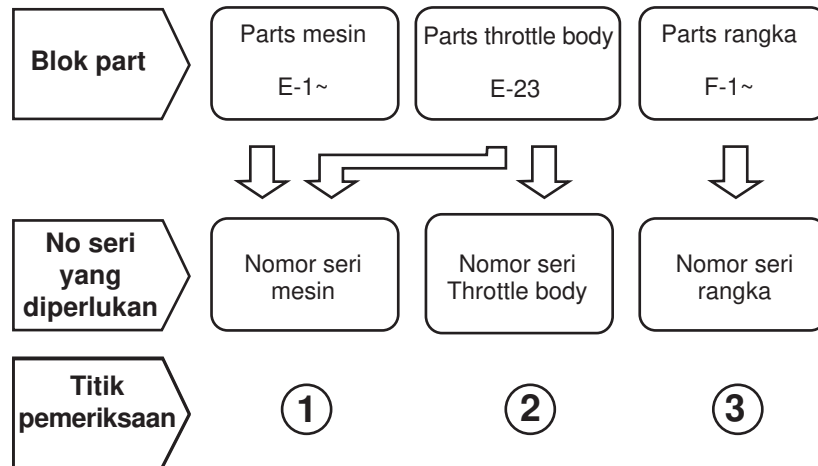 Blok part
Parts mesin
E-1~
Parts throttle body
E-23
Parts rangka
F-1~
No seri
yang
diperlukan
Nomor seri
mesin
Nomor seri
Throttle body
Nomor seri
rangka
Titik
pemeriksaan
1
2
3